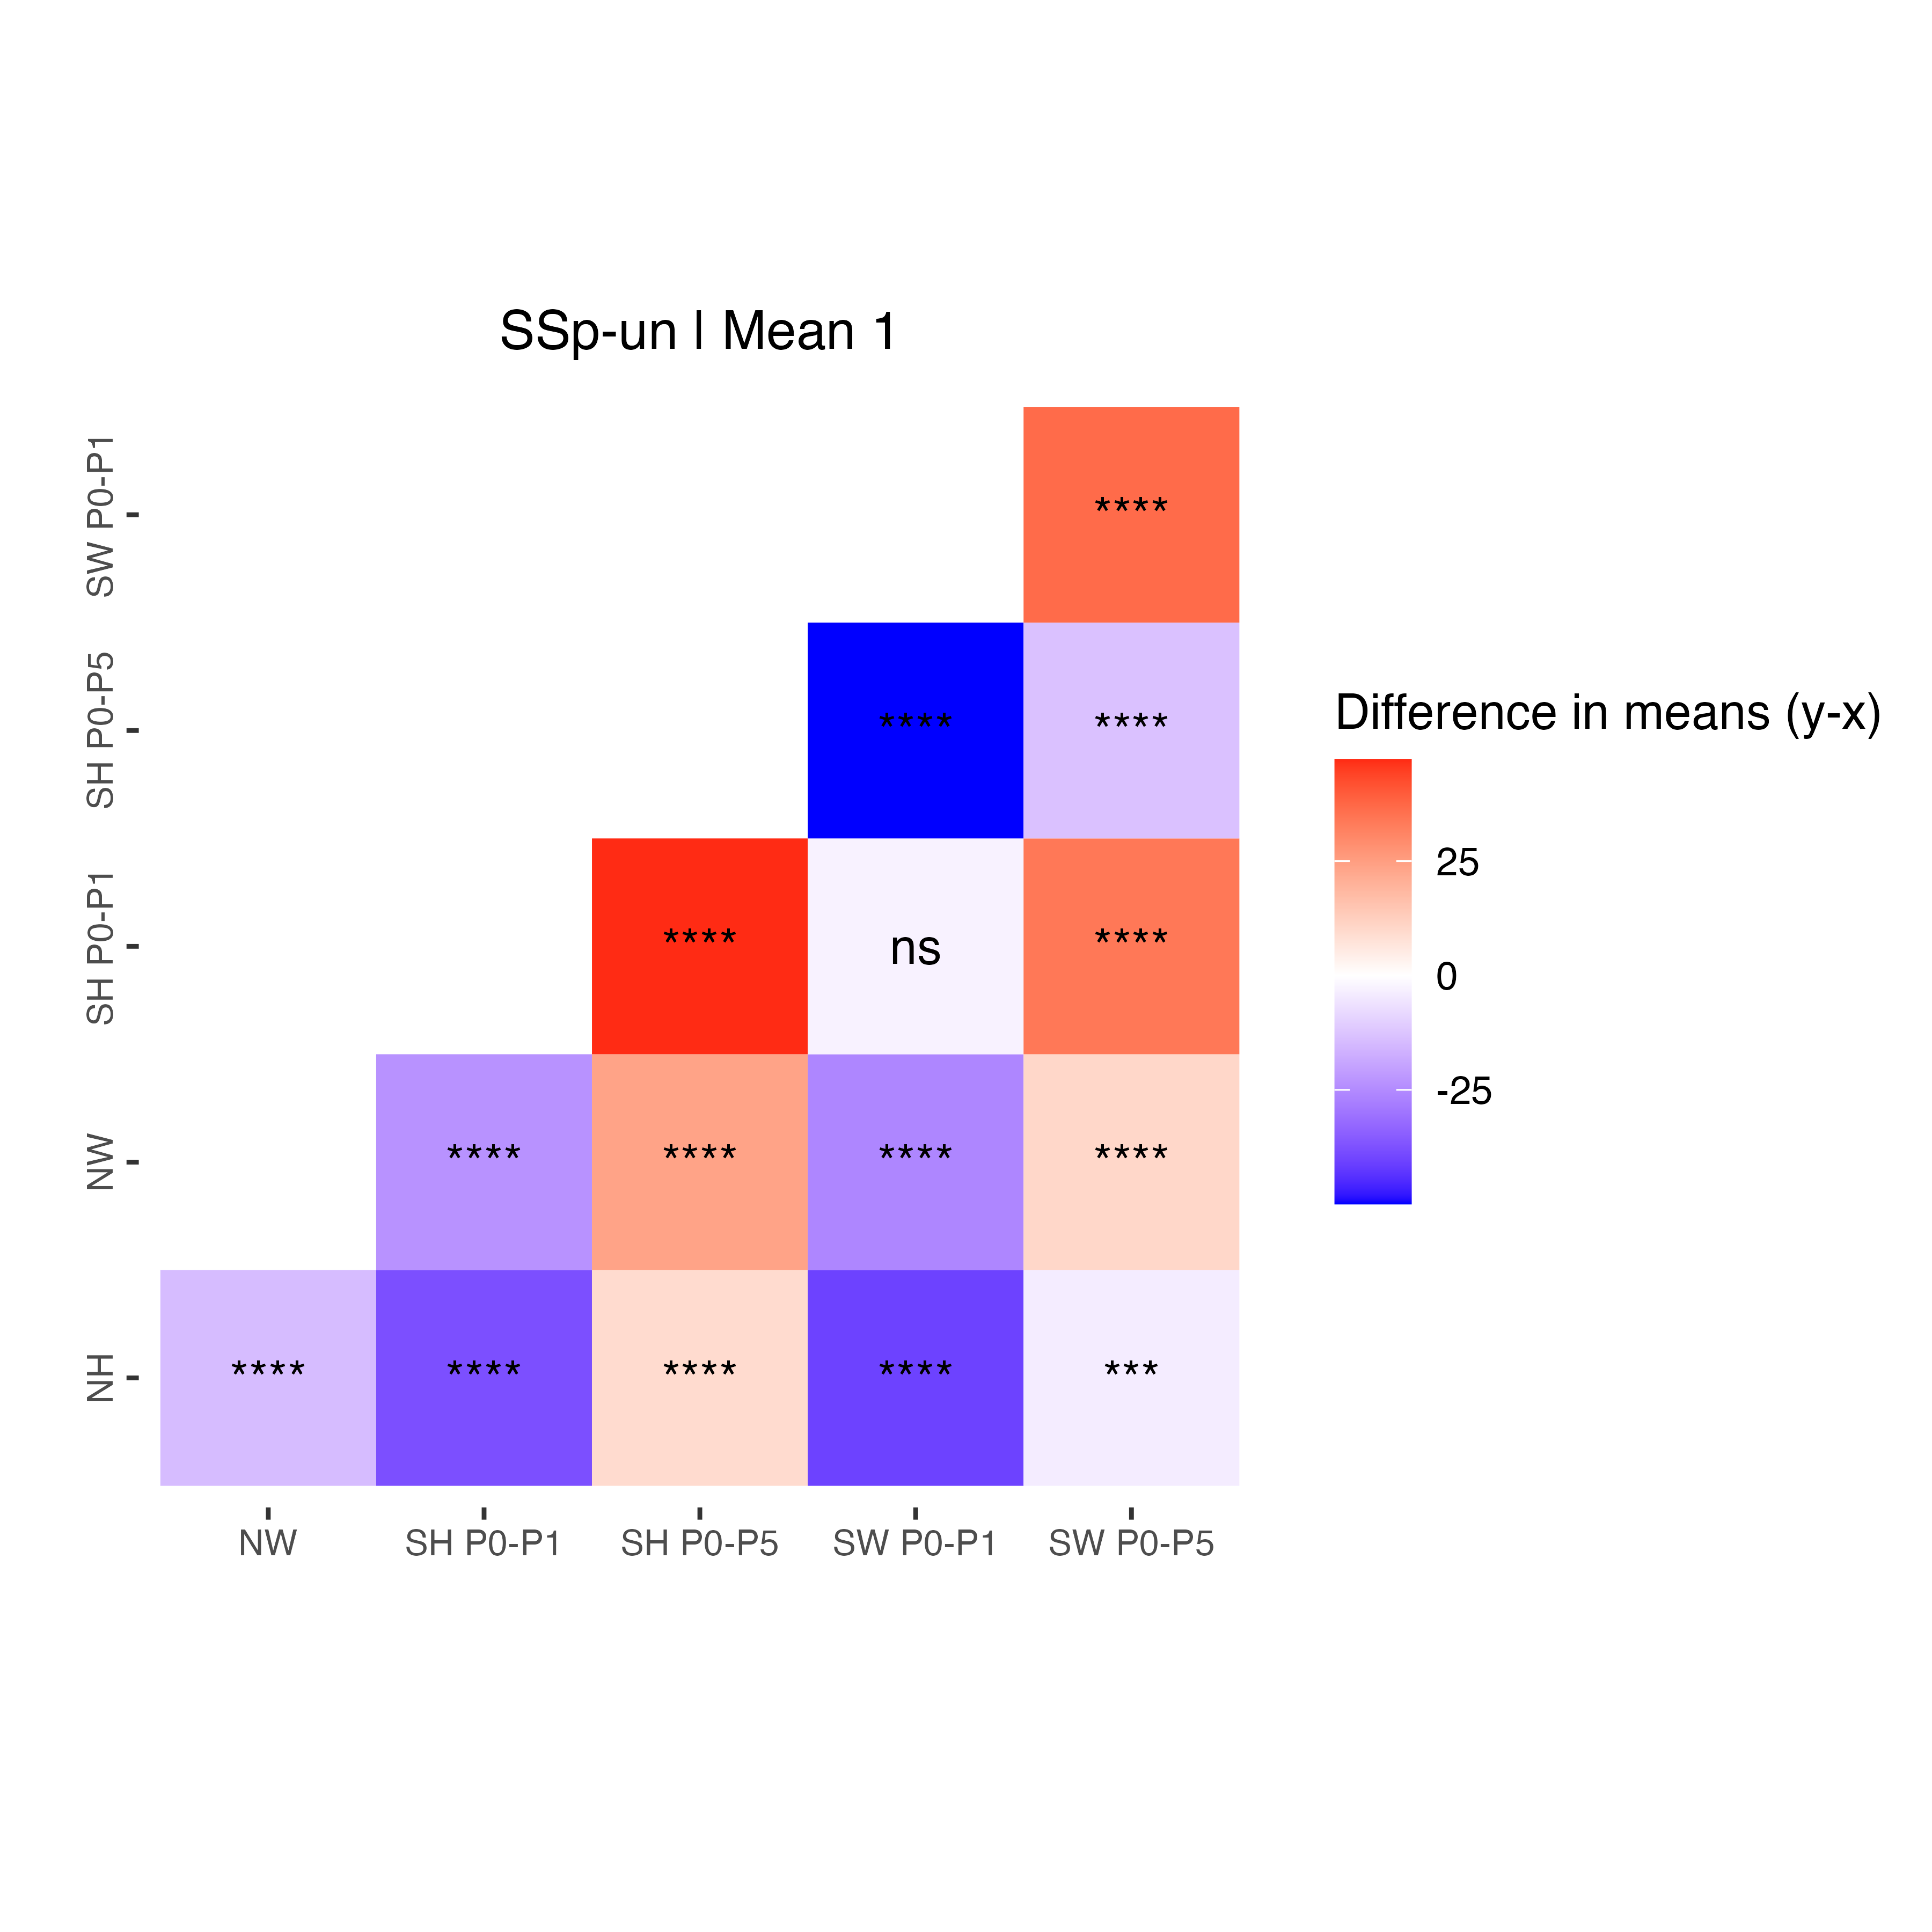 SSp-un | Mean 1
SW P0-P1
****
SH P0-P5
**** ****
SH P0-P1
**** ns ****
NW
**** **** **** ****
NH
**** **** **** **** ***
NW SH P0-P1 SH P0-P5 SW P0-P1 SW P0-P5
Difference in means (y-x)
25
0
-25